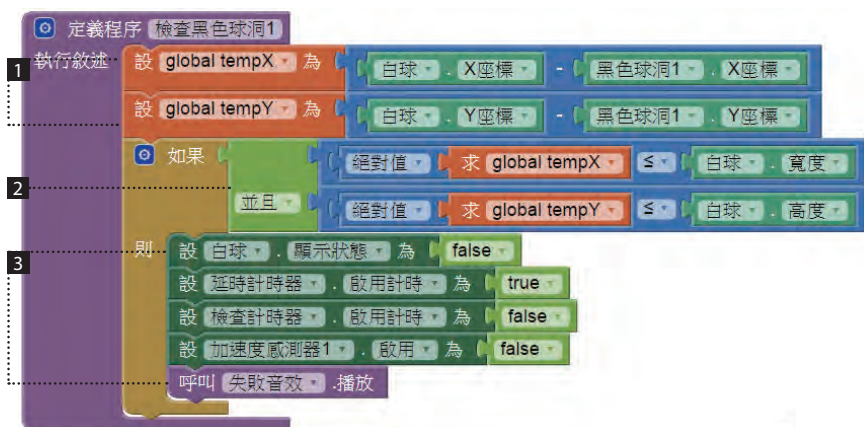 定義程序 檢查黑色球洞1
1 執行敘述 設 global tempX 為 白球 . X座標 - 黑色球洞1 . X座標
設 global tempY 為 白球 . Y座標 - 黑色球洞1 . Y座標
如果 絕對值 求 global tempX ≤ 白球 . 寬度
2 並且 絕對值 求 global tempY ≤ 白球 . 高度
3 則 設 白球 . 顯示狀態 為 false
設 延時計時器 . 啟用計時 為 true
設 檢查計時器 . 啟用計時 為 false
設 加速度感測器1 . 啟用 為 false
呼叫 失敗音效 .播放